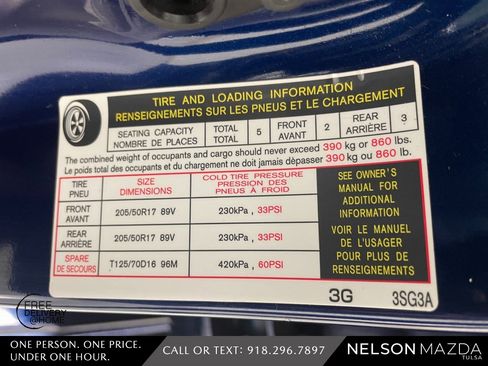 TIRE AND LOADING INFORMATION
RENSEIGNEMENTS SUR LES PNEUS ET LE CHARGEMENT
SEATING CAPACITY TOTAL 5 FRONT 2 REAR 3
NOMBRE DE PLACES TOTAL AVANT ARRIÈRE
The combined weight of occupants and cargo should never exceed 390 kg or 860 lbs.
Le poids total des occupants et du chargement ne doit jamais dépasser 390 kg ou 860 lb.
TIRE SIZE COLD TIRE PRESSURE
PNEU DIMENSIONS PRESSION DES
PNEUS À FROID
FRONT
AVANT 205/50R17 89V 230kPa , 33PSI
REAR
ARRIÈRE 205/50R17 89V 230kPa , 33PSI
SPARE
DE SECOURS T125/70D16 96M 420kPa , 60PSI
SEE OWNER'S
MANUAL FOR
ADDITIONAL
INFORMATION
VOIR LE MANUEL
DE L'USAGER
POUR PLUS DE
RENSEIGNEMENTS
3G 3SG3A
FREE
DELIVERY
@HOME
ONE PERSON. ONE PRICE.
UNDER ONE HOUR.
CALL OR TEXT: 918.296.7897
NELSON MAZDA
TULSA